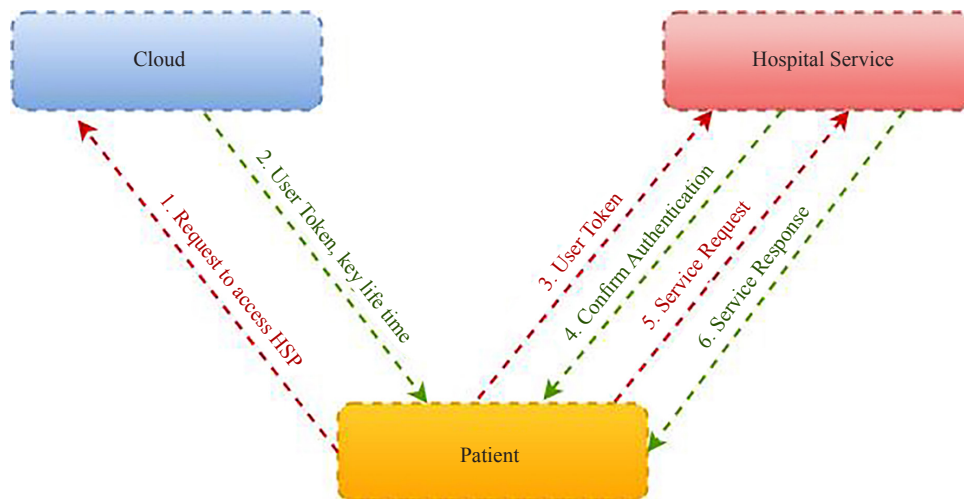 Cloud
Hospital Service
1. Request to access HSP
2. User Token, key life time
3. User Token
4. Confirm Authentication
5. Service Request
6. Service Response
Patient